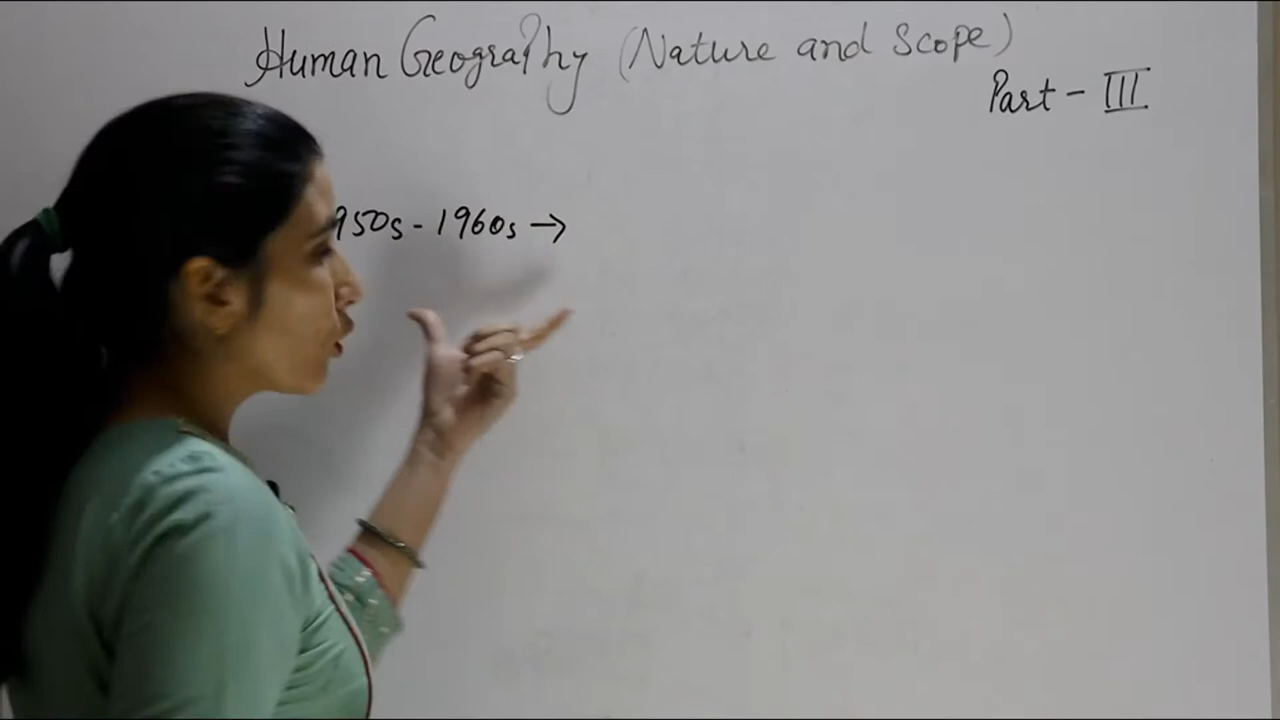 Human Geography (Nature and Scope)
Part - III
950s - 1960s →